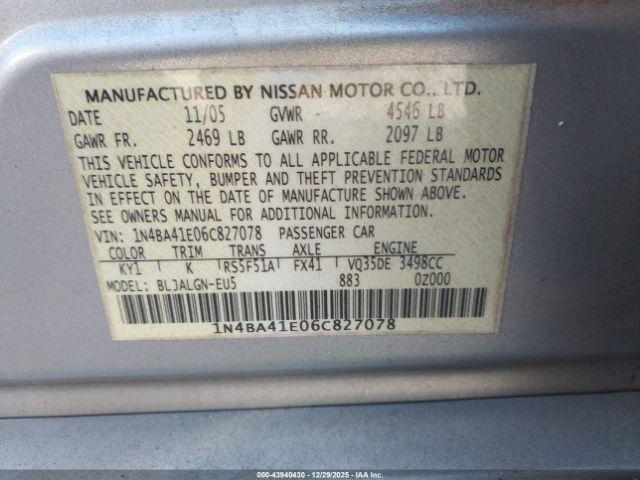 MANUFACTURED BY NISSAN MOTOR CO., LTD.
DATE 11/05 GVWR 4546 LB
GAWR FR. 2469 LB GAWR RR. 2097 LB
THIS VEHICLE CONFORMS TO ALL APPLICABLE FEDERAL MOTOR
VEHICLE SAFETY, BUMPER AND THEFT PREVENTION STANDARDS
IN EFFECT ON THE DATE OF MANUFACTURE SHOWN ABOVE.
SEE OWNERS MANUAL FOR ADDITIONAL INFORMATION.
VIN: 1N4BA41E06C827078 PASSENGER CAR
COLOR TRIM TRANS AXLE ENGINE
KY1 K RS5F51A FX41 VQ35DE 3498CC
MODEL: BLJALGN-EU5 883 0Z000
1N4BA41E06C827078
000-43940430 - 12/29/2025 - COPART.CA